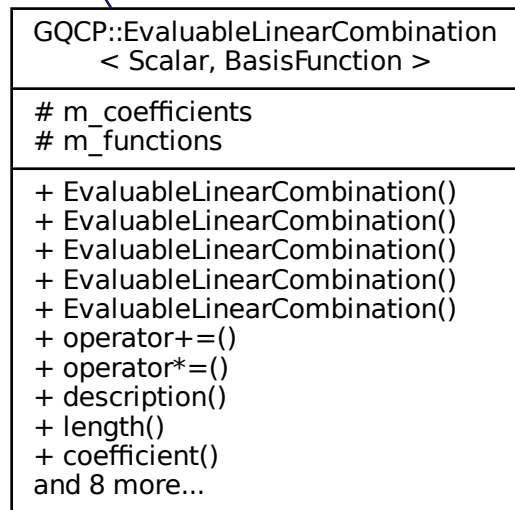 GQCP::EvaluableLinearCombination
< Scalar, BasisFunction >
# m_coefficients
# m_functions
+ EvaluableLinearCombination()
+ EvaluableLinearCombination()
+ EvaluableLinearCombination()
+ EvaluableLinearCombination()
+ EvaluableLinearCombination()
+ operator+=()
+ operator*=()
+ description()
+ length()
+ coefficient()
and 8 more...